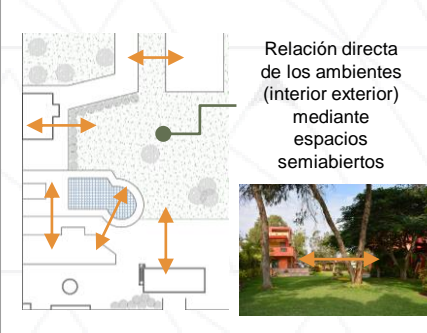 Relación directa
de los ambientes
(interior exterior)
mediante
espacios
semiabiertos